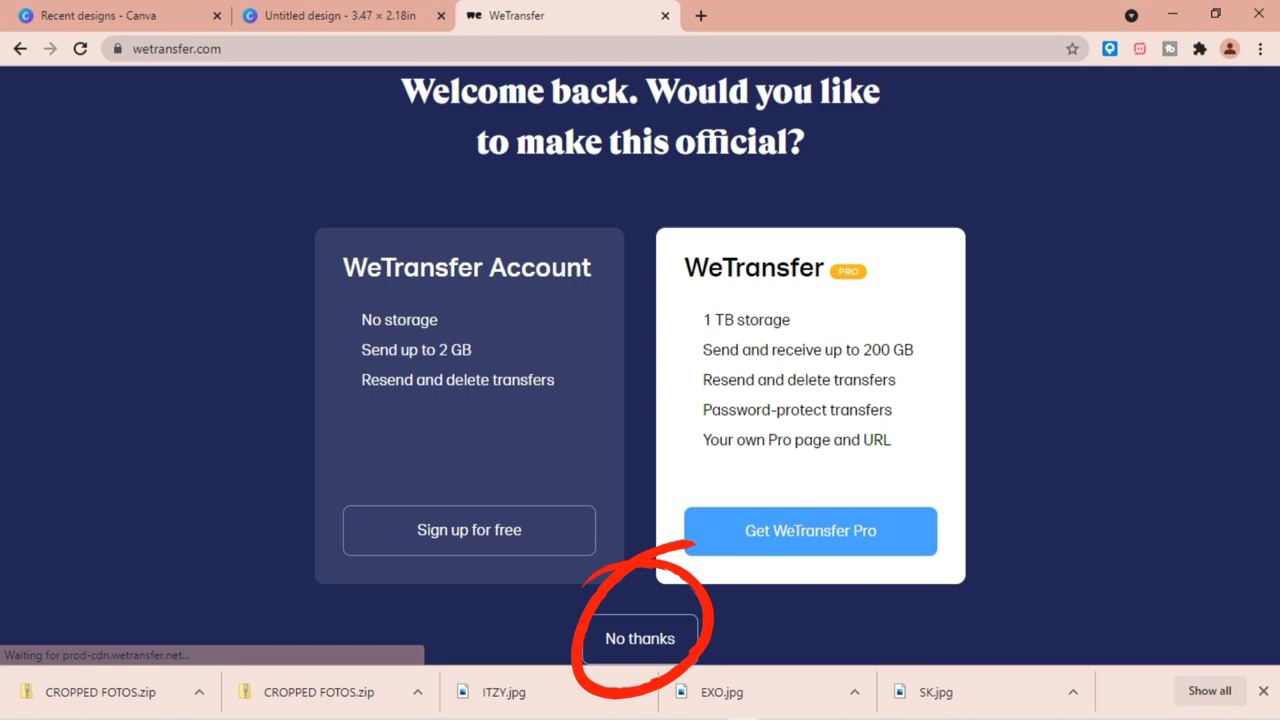 Recent designs - Canva
Untitled design - 3.47 × 2.18in
we WeTransfer
wetransfer.com
tb
Welcome back. Would you like
to make this official?
WeTransfer Account
No storage
Send up to 2 GB
Resend and delete transfers
Sign up for free
WeTransfer PRO
1 TB storage
Send and receive up to 200 GB
Resend and delete transfers
Password-protect transfers
Your own Pro page and URL
Get WeTransfer Pro
No thanks
Waiting for prod-cdn.wetransfer.net...
CROPPED FOTOS.zip
CROPPED FOTOS.zip
ITZY.jpg
EXO.jpg
SK.jpg
Show all